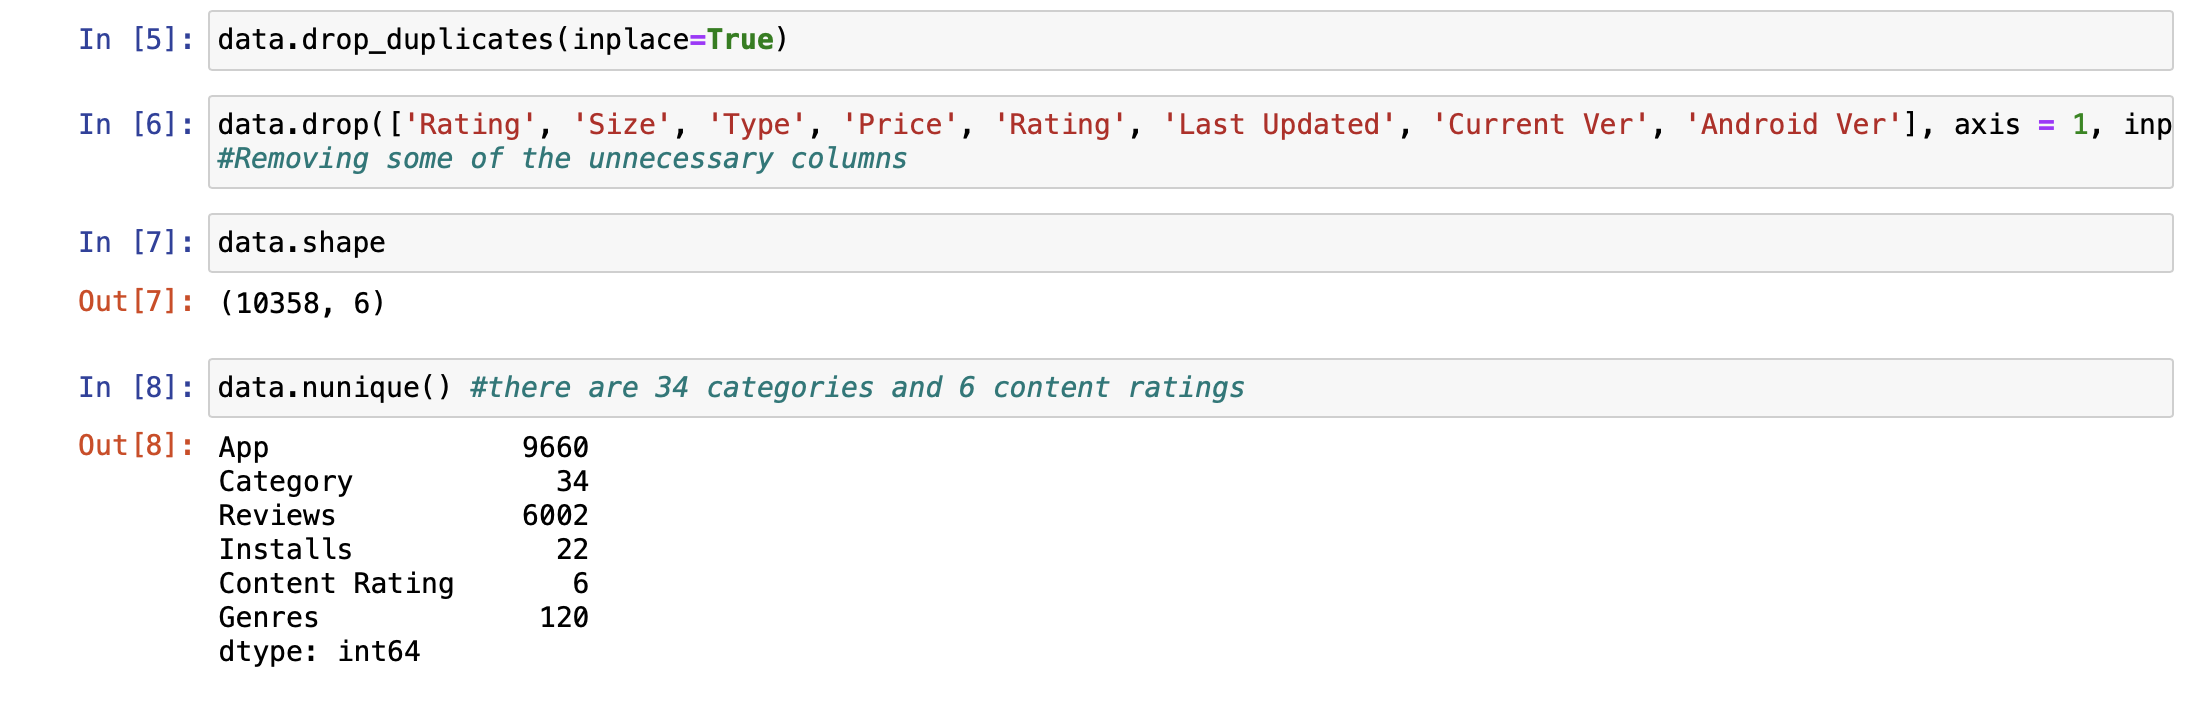 In [5]: data.drop_duplicates(inplace=True)
In [6]: data.drop(['Rating', 'Size', 'Type', 'Price', 'Rating', 'Last Updated', 'Current Ver', 'Android Ver'], axis = 1, inp
#Removing some of the unnecessary columns
In [7]: data.shape
Out[7]: (10358, 6)
In [8]: data.nunique() #there are 34 categories and 6 content ratings
Out[8]: App 9660
Category 34
Reviews 6002
Installs 22
Content Rating 6
Genres 120
dtype: int64